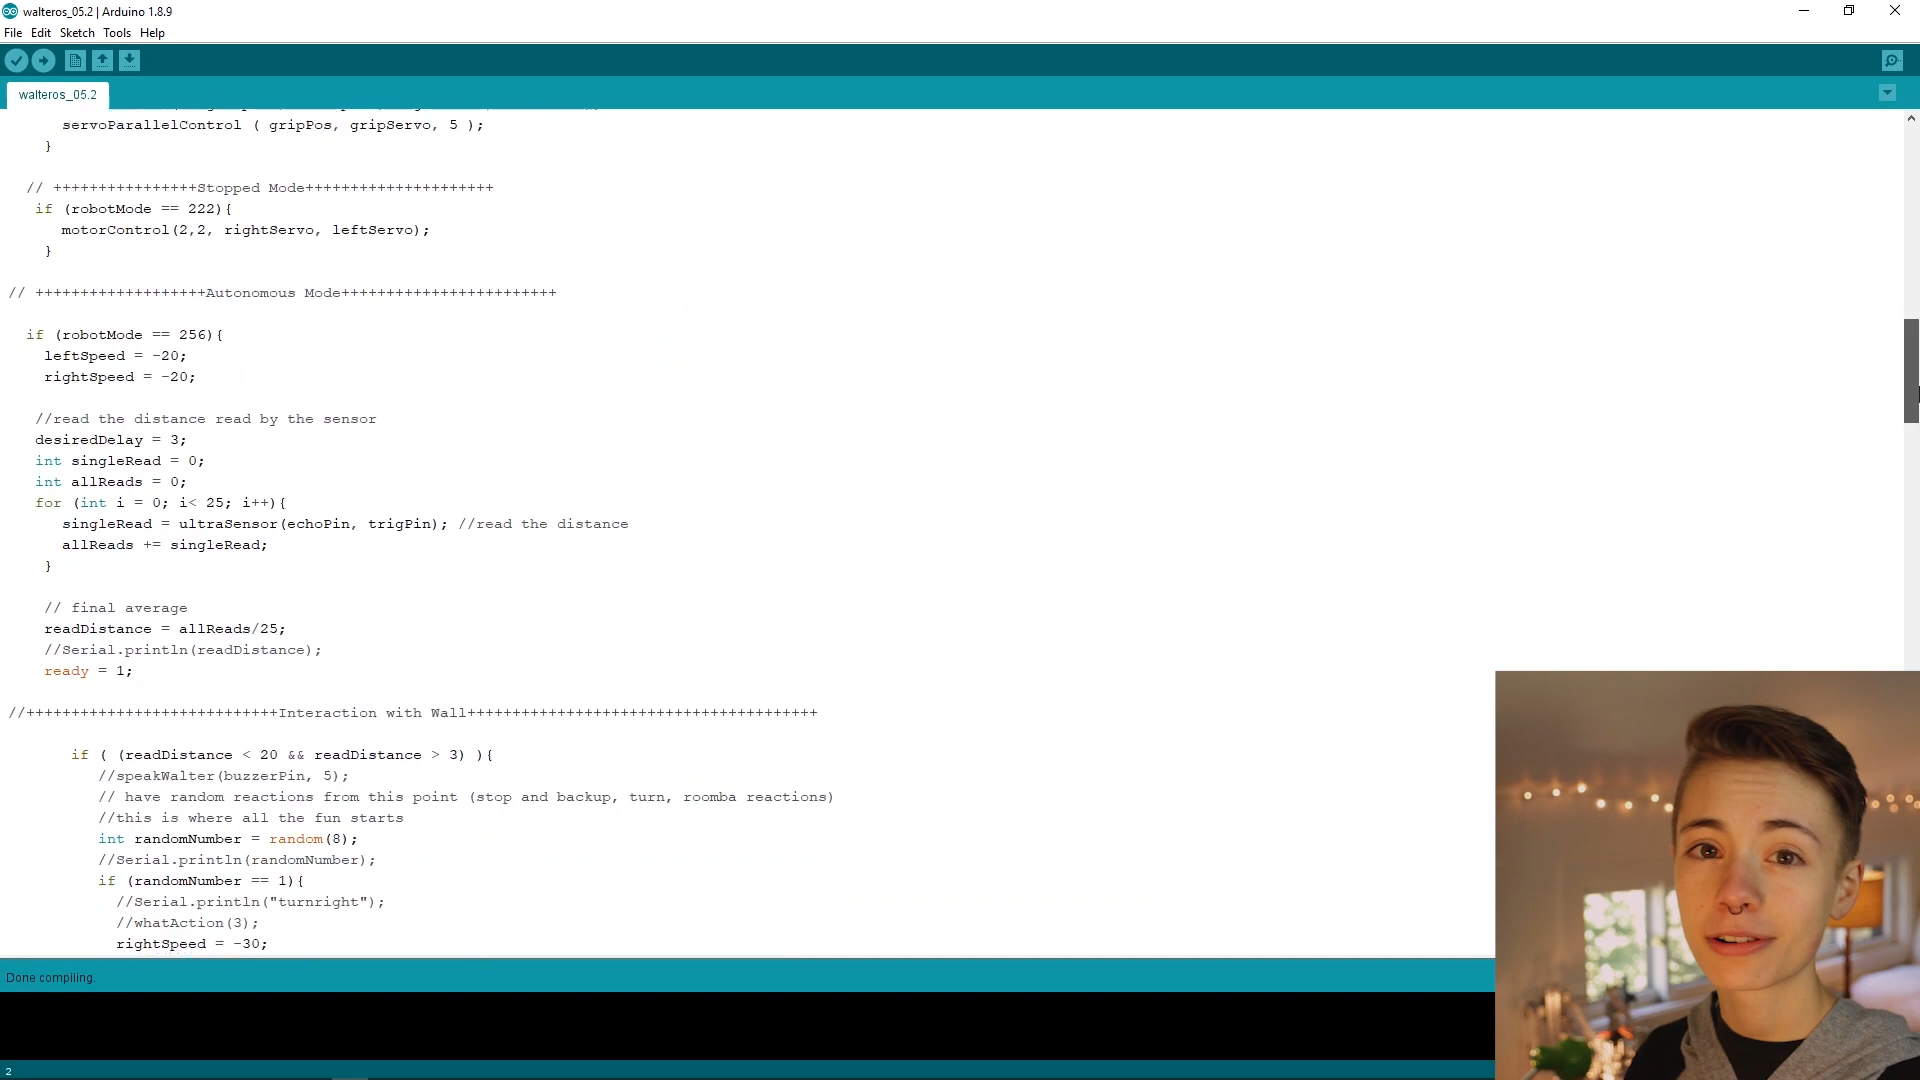 walteros_05.2 | Arduino 1.8.9
File Edit Sketch Tools Help
walteros_05.2
servoParallelControl ( gripPos, gripServo, 5 );
}
// ++++++++++++++++Stopped Mode+++++++++++++++++++++
if (robotMode == 222){
motorControl(2,2, rightServo, leftServo);
}
// +++++++++++++++++++Autonomous Mode++++++++++++++++++++++++
if (robotMode == 256){
leftSpeed = -20;
rightSpeed = -20;
//read the distance read by the sensor
desiredDelay = 3;
int singleRead = 0;
int allReads = 0;
for (int i = 0; i< 25; i++){
singleRead = ultraSensor(echoPin, trigPin); //read the distance
allReads += singleRead;
}
// final average
readDistance = allReads/25;
//Serial.println(readDistance);
ready = 1;
//++++++++++++++++++++++++++++Interaction with Wall+++++++++++++++++++++++++++++++++++++++
if ( (readDistance < 20 && readDistance > 3) ){
//speakWalter(buzzerPin, 5);
// have random reactions from this point (stop and backup, turn, roomba reactions)
//this is where all the fun starts
int randomNumber = random(8);
//Serial.println(randomNumber);
if (randomNumber == 1){
//Serial.println("turnright");
//whatAction(3);
rightSpeed = -30;
Done compiling.
2